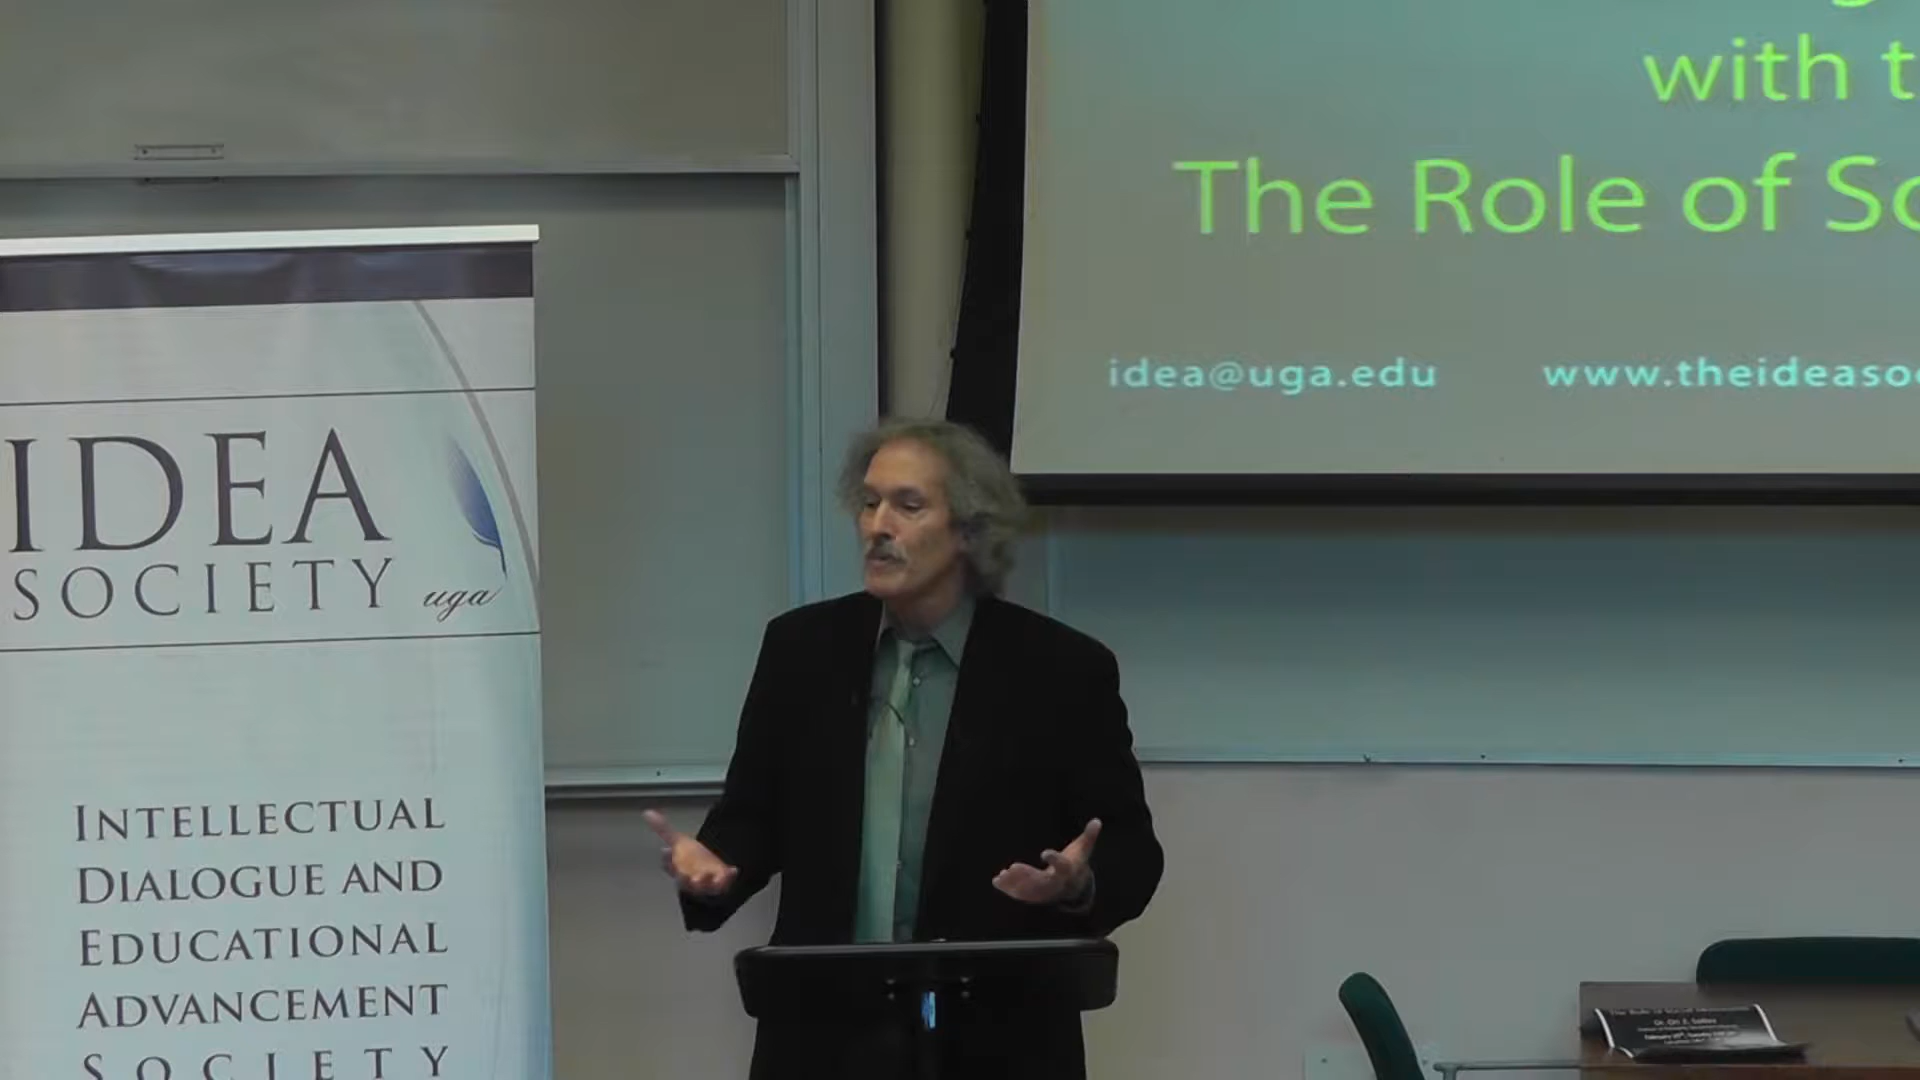 with t
The Role of So
idea@uga.edu www.theideaso
IDEA
SOCIETY uga
INTELLECTUAL
DIALOGUE AND
EDUCATIONAL
ADVANCEMENT
SOCIETY